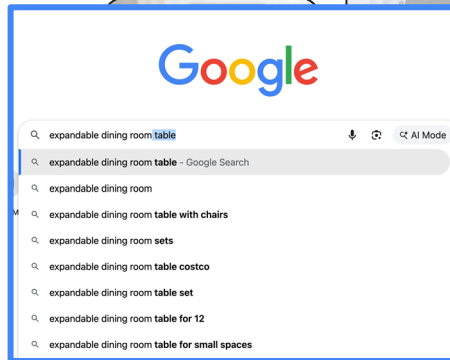 Google
expandable dining room table
AI Mode
expandable dining room table - Google Search
expandable dining room
M
expandable dining room table with chairs
expandable dining room sets
expandable dining room table costco
expandable dining room table set
expandable dining room table for 12
expandable dining room table for small spaces